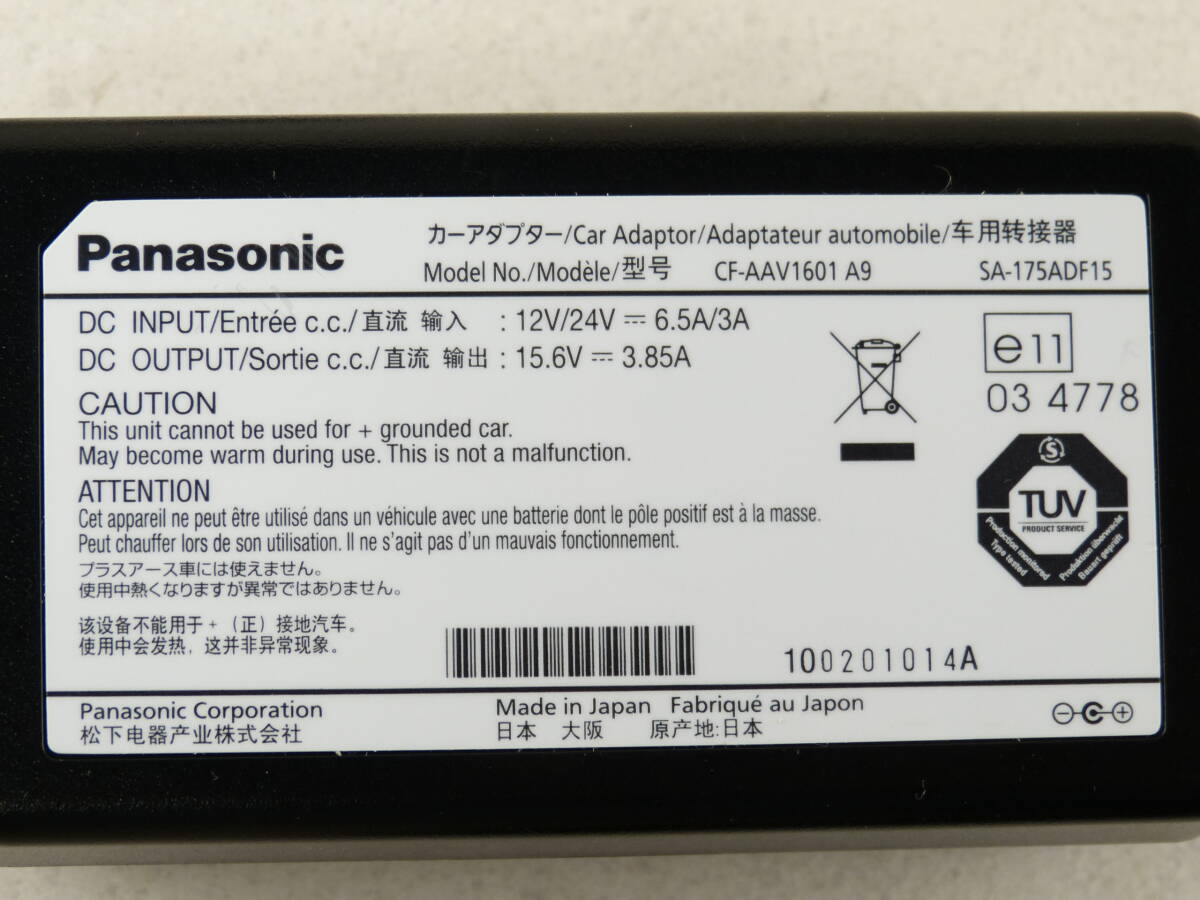 Panasonic
カーアダプター/Car Adaptor/Adaptateur automobile/车用转接器
Model No./Modèle/型号 CF-AAV1601 A9 SA-175ADF15
DC INPUT/Entrée c.c./直流 输入 : 12V/24V ⎓ 6.5A/3A
DC OUTPUT/Sortie c.c./直流 输出 : 15.6V ⎓ 3.85A
e11
03 4778
CAUTION
This unit cannot be used for + grounded car.
May become warm during use. This is not a malfunction.
ATTENTION
Cet appareil ne peut être utilisé dans un véhicule avec une batterie dont le pôle positif est à la masse.
Peut chauffer lors de son utilisation. Il ne s'agit pas d'un mauvais fonctionnement.
プラスアース車には使えません。
使用中熱くなりますが異常ではありません。
该设备不能用于 + （正）接地汽车。
使用中会发热，这并非异常现象。
S
TUV
PRODUCT SERVICE
Production monitored
Type tested
Produktion überwacht
Bauart geprüft
100201014A
Panasonic Corporation
松下电器产业株式会社
Made in Japan Fabriqué au Japon
日本 大阪 原产地:日本